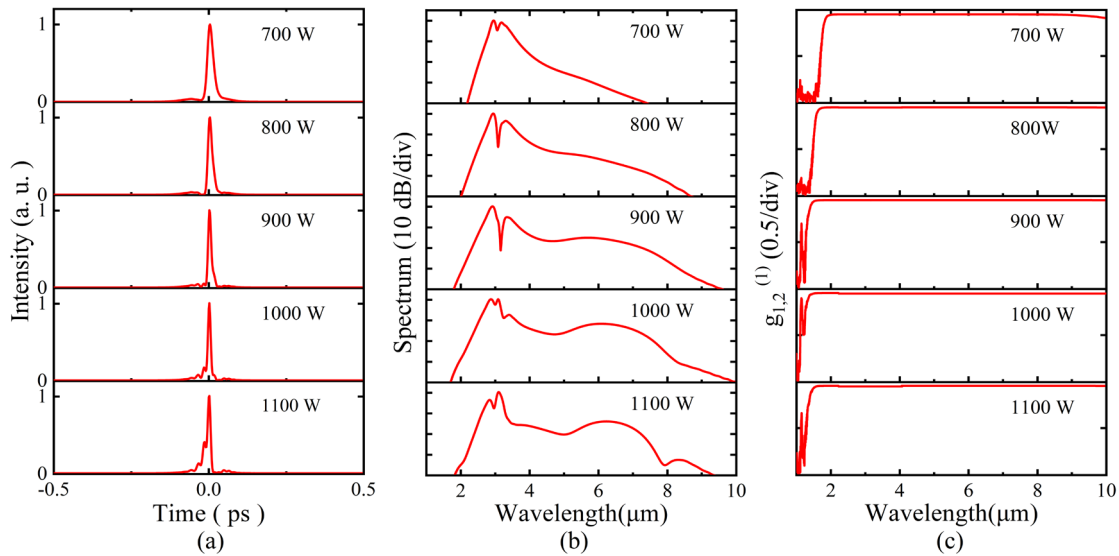 700 W
800 W
900 W
1000 W
1100 W
1
0
1
0
1
0
1
0
1
0
-0.5
0.0
0.5
Intensity (a. u.)
Time ( ps )
(a)
700 W
800 W
900 W
1000 W
1100 W
2
4
6
8
10
Spectrum (10 dB/div)
Wavelength(μm)
(b)
700 W
800W
900 W
1000 W
1100 W
2
4
6
8
10
g1,2(1) (0.5/div)
Wavelength(μm)
(c)